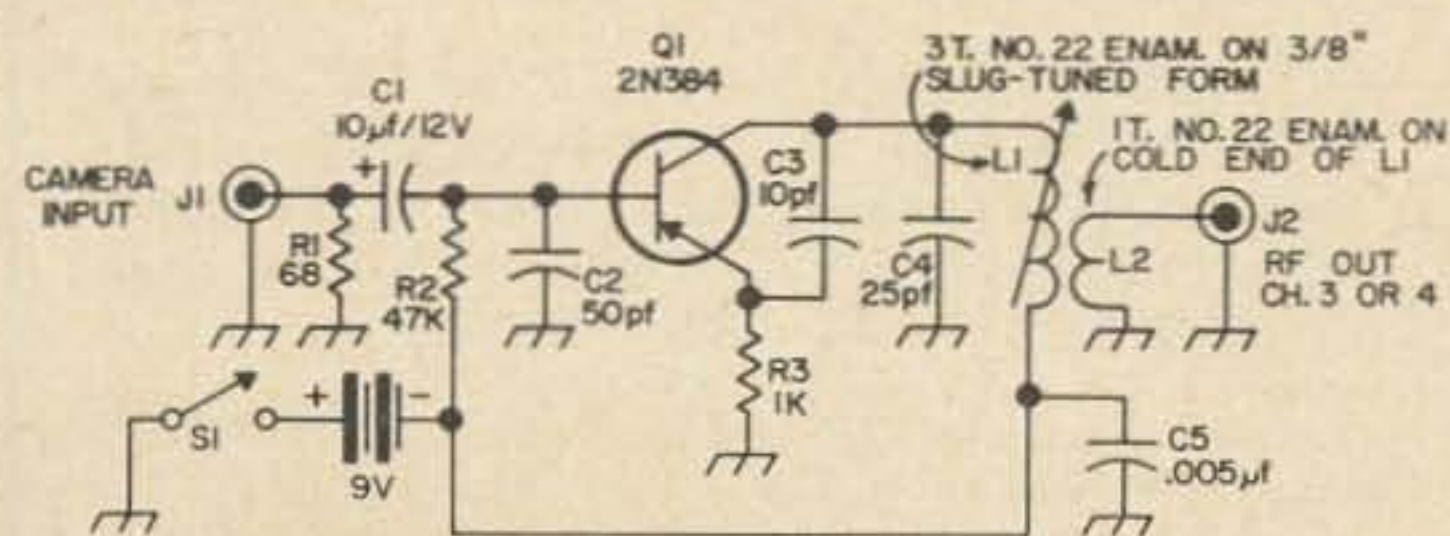 Q1
2N384
3T. NO. 22 ENAM. ON 3/8"
SLUG-TUNED FORM
C1
10µf/12V
1T. NO. 22 ENAM. ON
COLD END OF L1
CAMERA
INPUT
J1
R1
68
R2
47K
C2
50pf
C3
10pf
C4
25pf
L1
L2
J2
RF OUT
CH. 3 OR 4
S1
+
+
-
9V
R3
1K
C5
.005µf